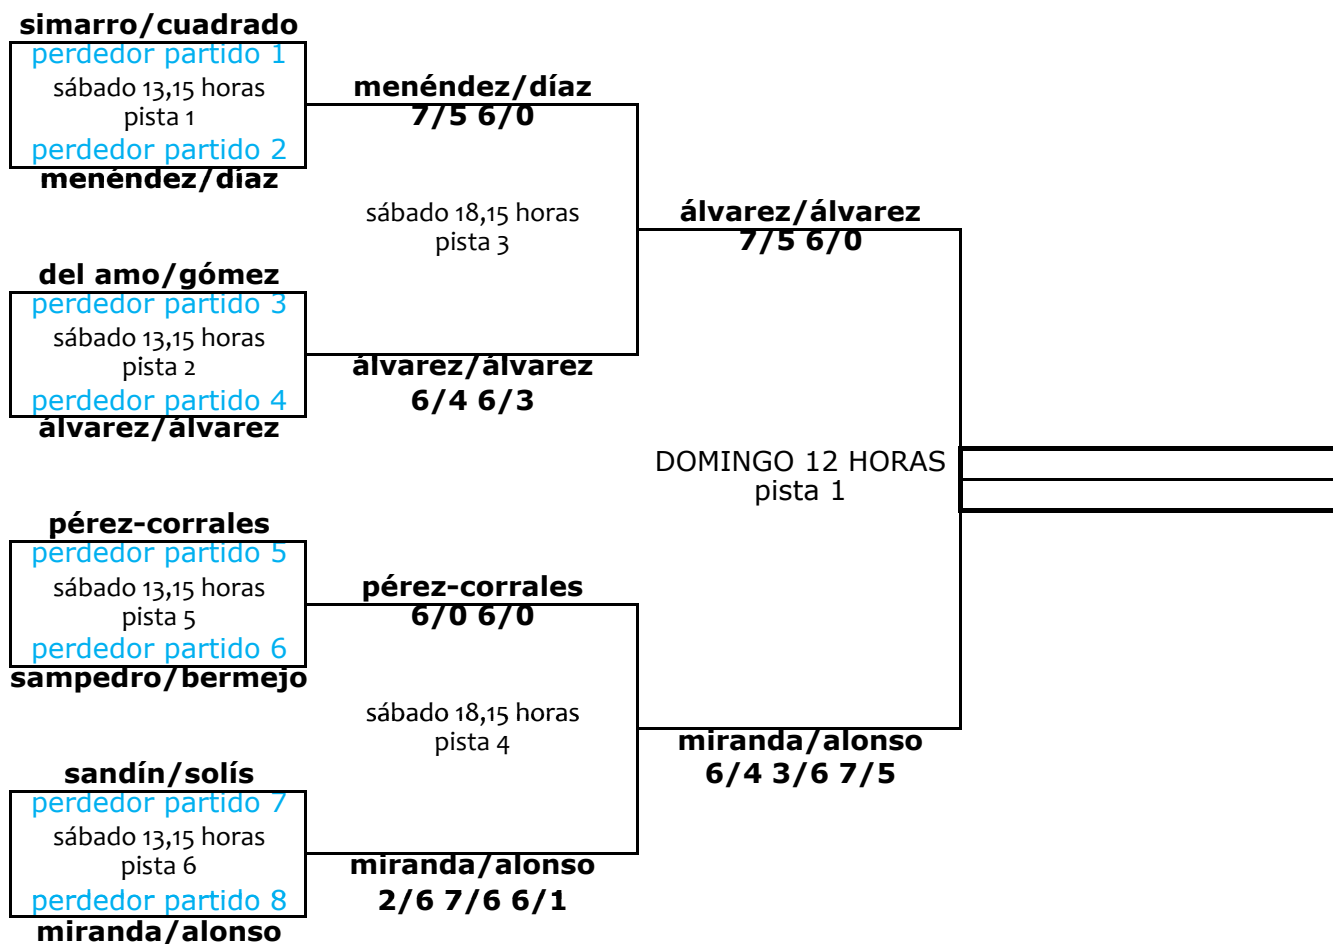 simarro/cuadrado
perdedor partido 1
sábado 13,15 horas
pista 1
perdedor partido 2
menéndez/díaz
menéndez/díaz
7/5 6/0
sábado 18,15 horas
pista 3
álvarez/álvarez
7/5 6/0
del amo/gómez
perdedor partido 3
sábado 13,15 horas
pista 2
perdedor partido 4
álvarez/álvarez
álvarez/álvarez
6/4 6/3
DOMINGO 12 HORAS
pista 1
pérez-corrales
perdedor partido 5
sábado 13,15 horas
pista 5
perdedor partido 6
sampedro/bermejo
pérez-corrales
6/0 6/0
sábado 18,15 horas
pista 4
miranda/alonso
6/4 3/6 7/5
sandín/solís
perdedor partido 7
sábado 13,15 horas
pista 6
perdedor partido 8
miranda/alonso
miranda/alonso
2/6 7/6 6/1